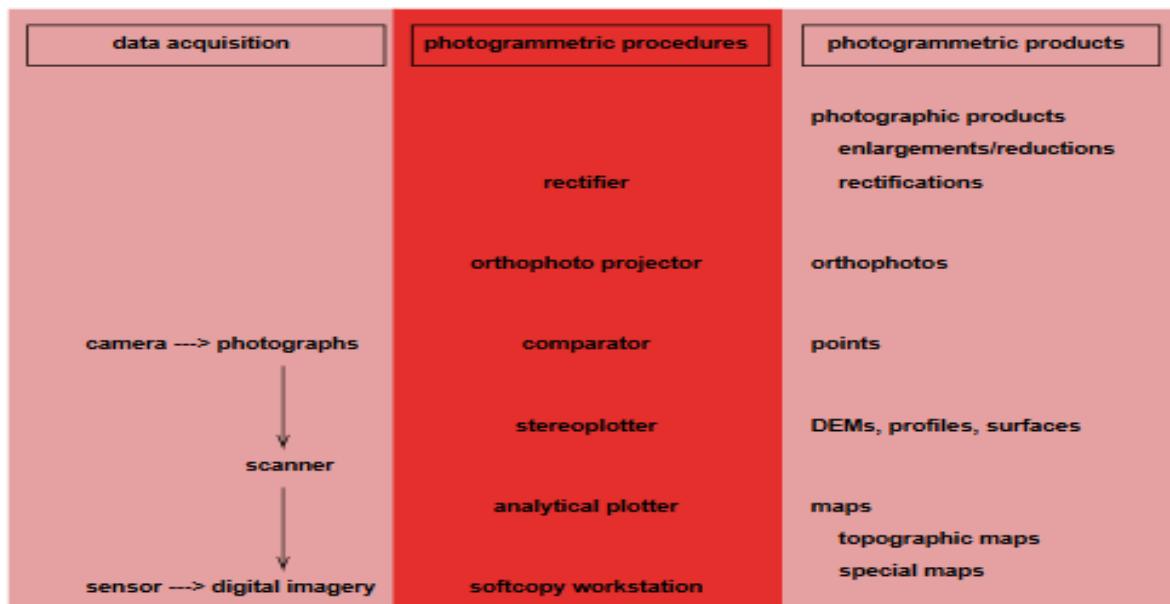 data acquisition
photogrammetric procedures
photogrammetric products
photographic products
enlargements/reductions
rectifier
rectifications
orthophoto projector
orthophotos
camera ---> photographs
comparator
points
stereoplotter
DEMs, profiles, surfaces
scanner
analytical plotter
maps
topographic maps
special maps
sensor ---> digital imagery
softcopy workstation